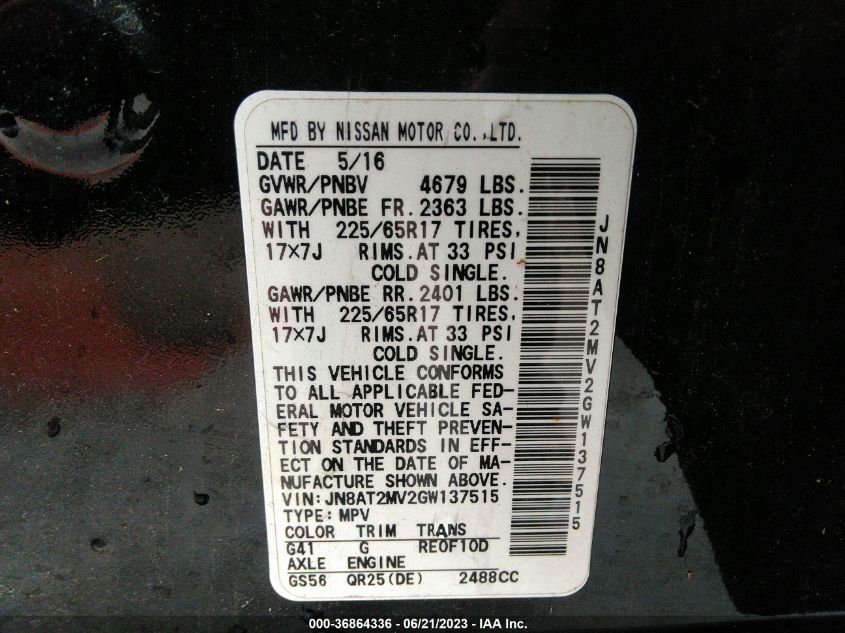 MFD BY NISSAN MOTOR CO.,LTD.
DATE 5/16
GVWR/PNBV 4679 LBS.
GAWR/PNBE FR. 2363 LBS.
WITH 225/65R17 TIRES,
17×7J RIMS.AT 33 PSI
COLD SINGLE.
GAWR/PNBE RR. 2401 LBS.
WITH 225/65R17 TIRES,
17×7J RIMS.AT 33 PSI
COLD SINGLE.
THIS VEHICLE CONFORMS
TO ALL APPLICABLE FED-
ERAL MOTOR VEHICLE SA-
FETY AND THEFT PREVEN-
TION STANDARDS IN EFF-
ECT ON THE DATE OF MA-
NUFACTURE SHOWN ABOVE.
VIN:JN8AT2MV2GW137515
TYPE:MPV
COLOR TRIM TRANS
G41 G RE0F10D
AXLE ENGINE
GS56 QR25(DE) 2488CC
JN8AT2MV2GW137515
000-36864336 - 06/21/2023 - IAA Inc.